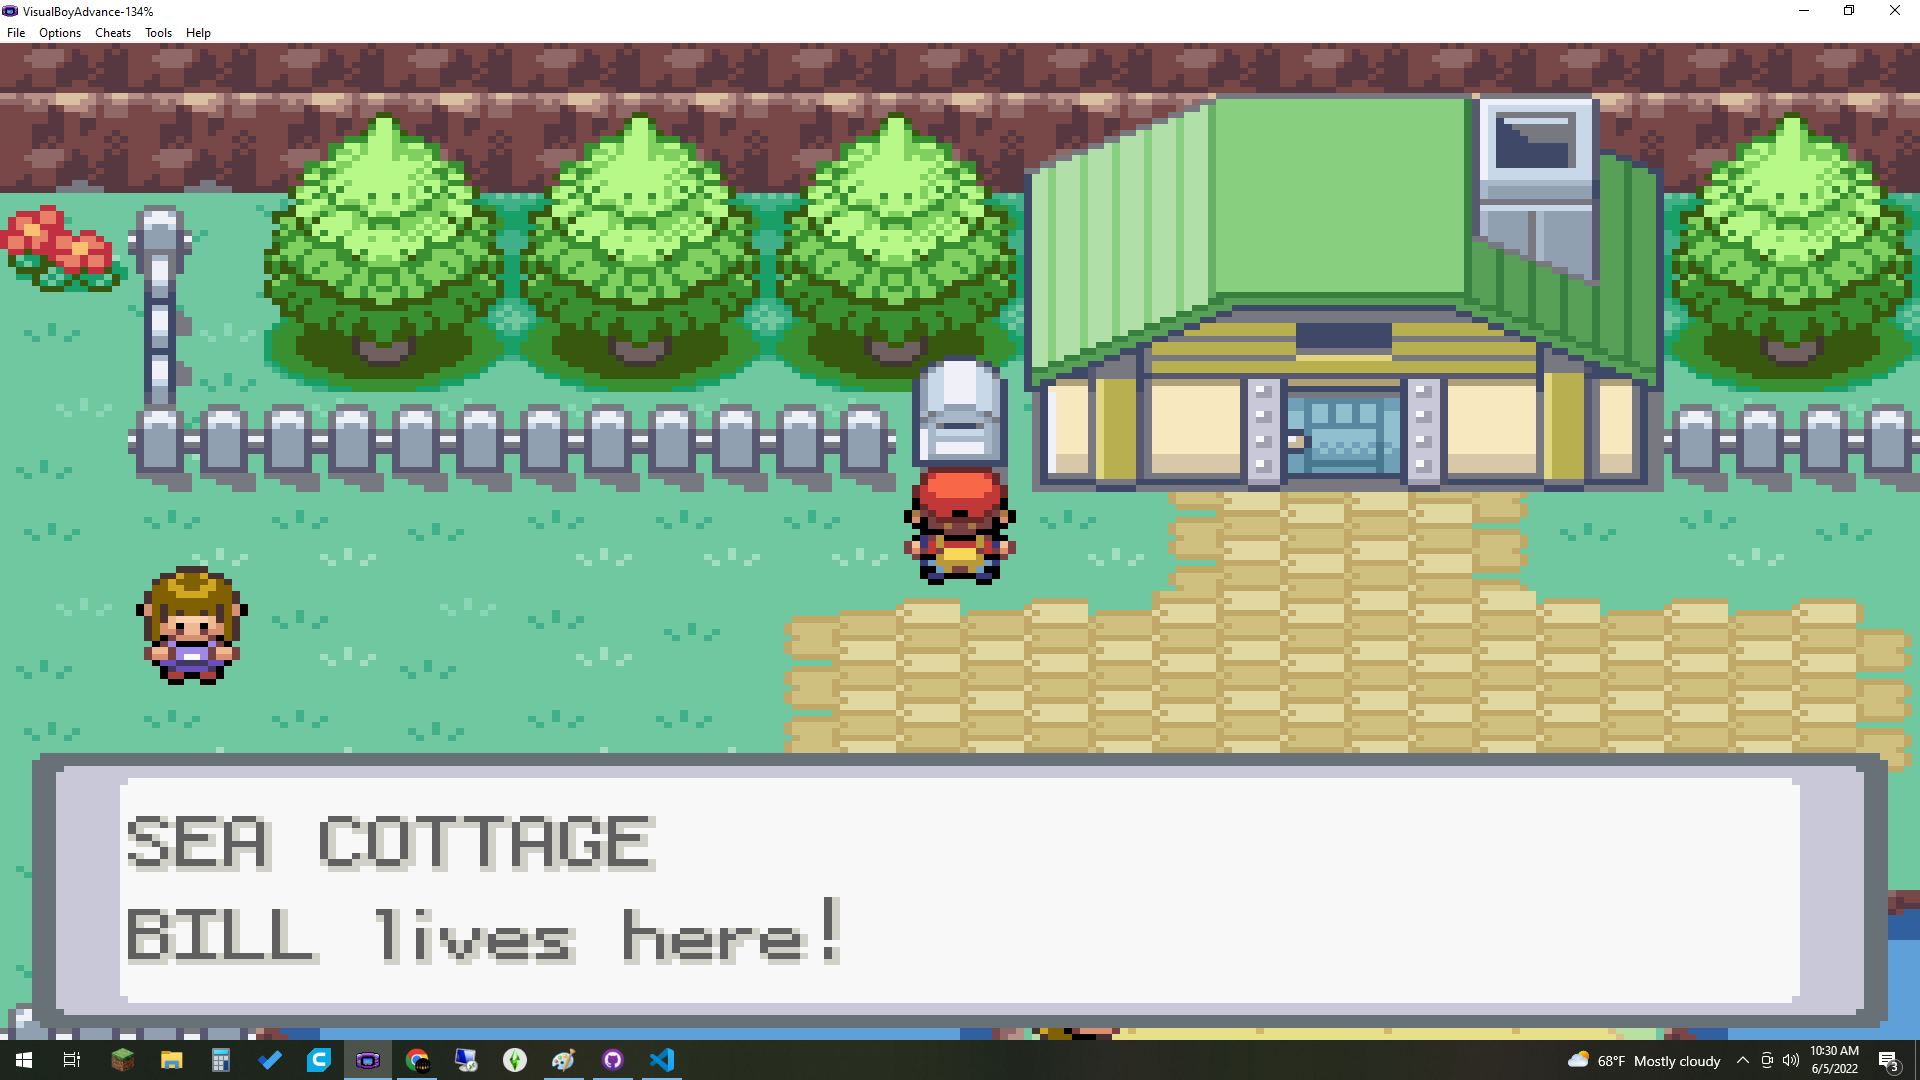 VisualBoyAdvance-134%
File Options Cheats Tools Help
SEA COTTAGE
BILL lives here!
68°F Mostly cloudy
10:30 AM
6/5/2022
3